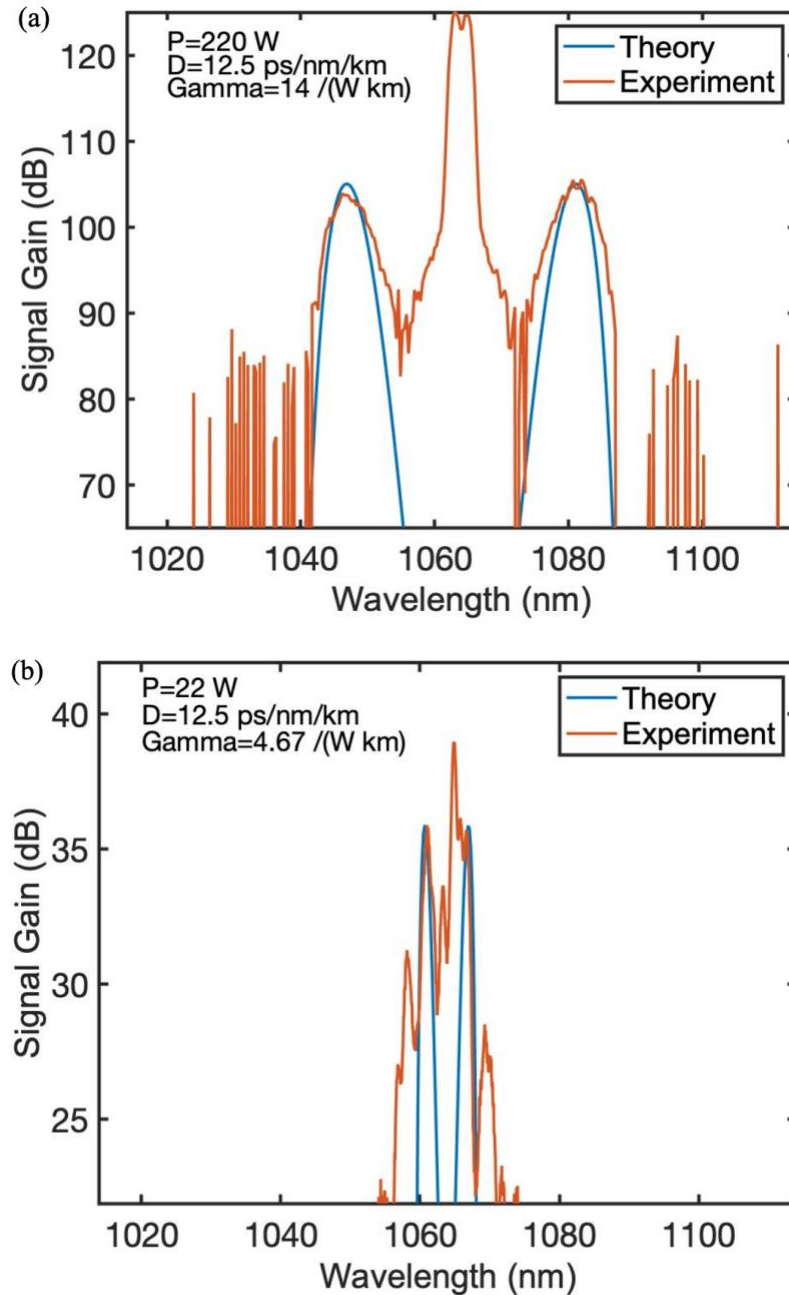 (a)
P=220 W
D=12.5 ps/nm/km
Gamma=14 /(W km)
Theory
Experiment
120
110
100
90
80
70
Signal Gain (dB)
1020 1040 1060 1080 1100
Wavelength (nm)
(b)
P=22 W
D=12.5 ps/nm/km
Gamma=4.67 /(W km)
Theory
Experiment
40
35
30
25
Signal Gain (dB)
1020 1040 1060 1080 1100
Wavelength (nm)